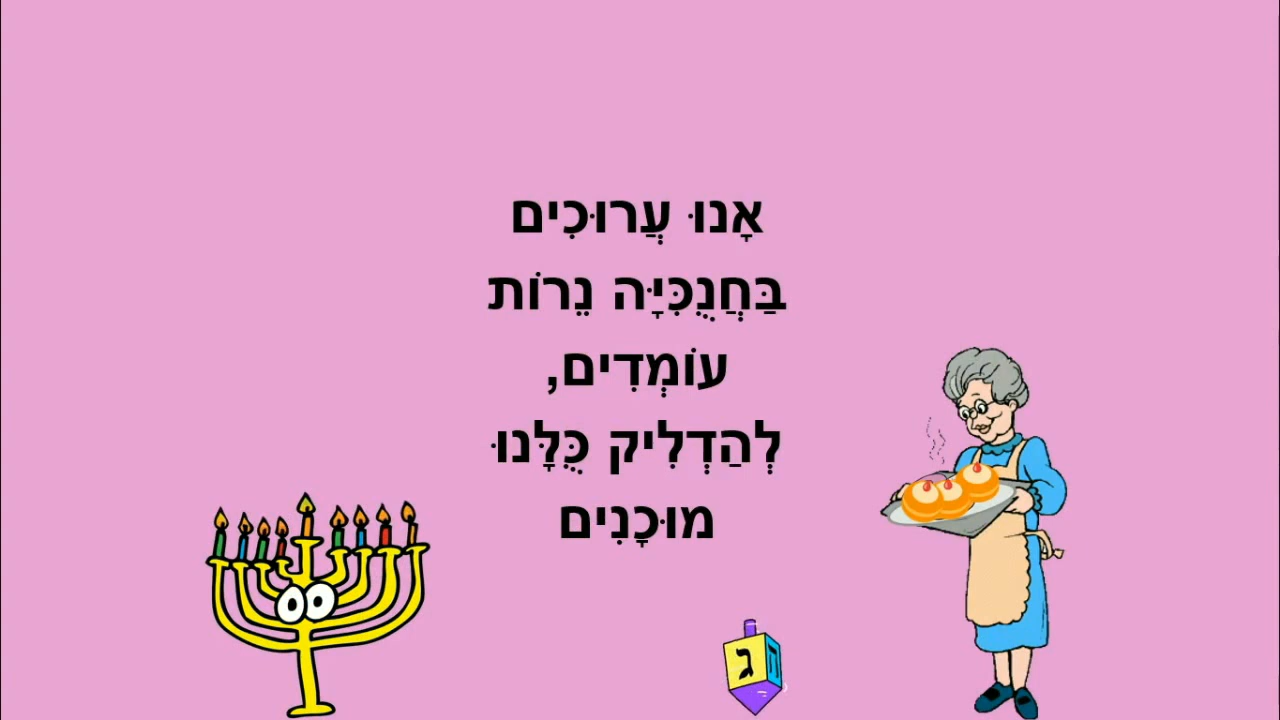 אָנוּ עֲרוּכִים
בַּחֲנֻכִּיָּה נֵרוֹת
עוֹמְדִים,
לְהַדְלִיק כֻּלָּנוּ
מוּכָנִים
ג ה